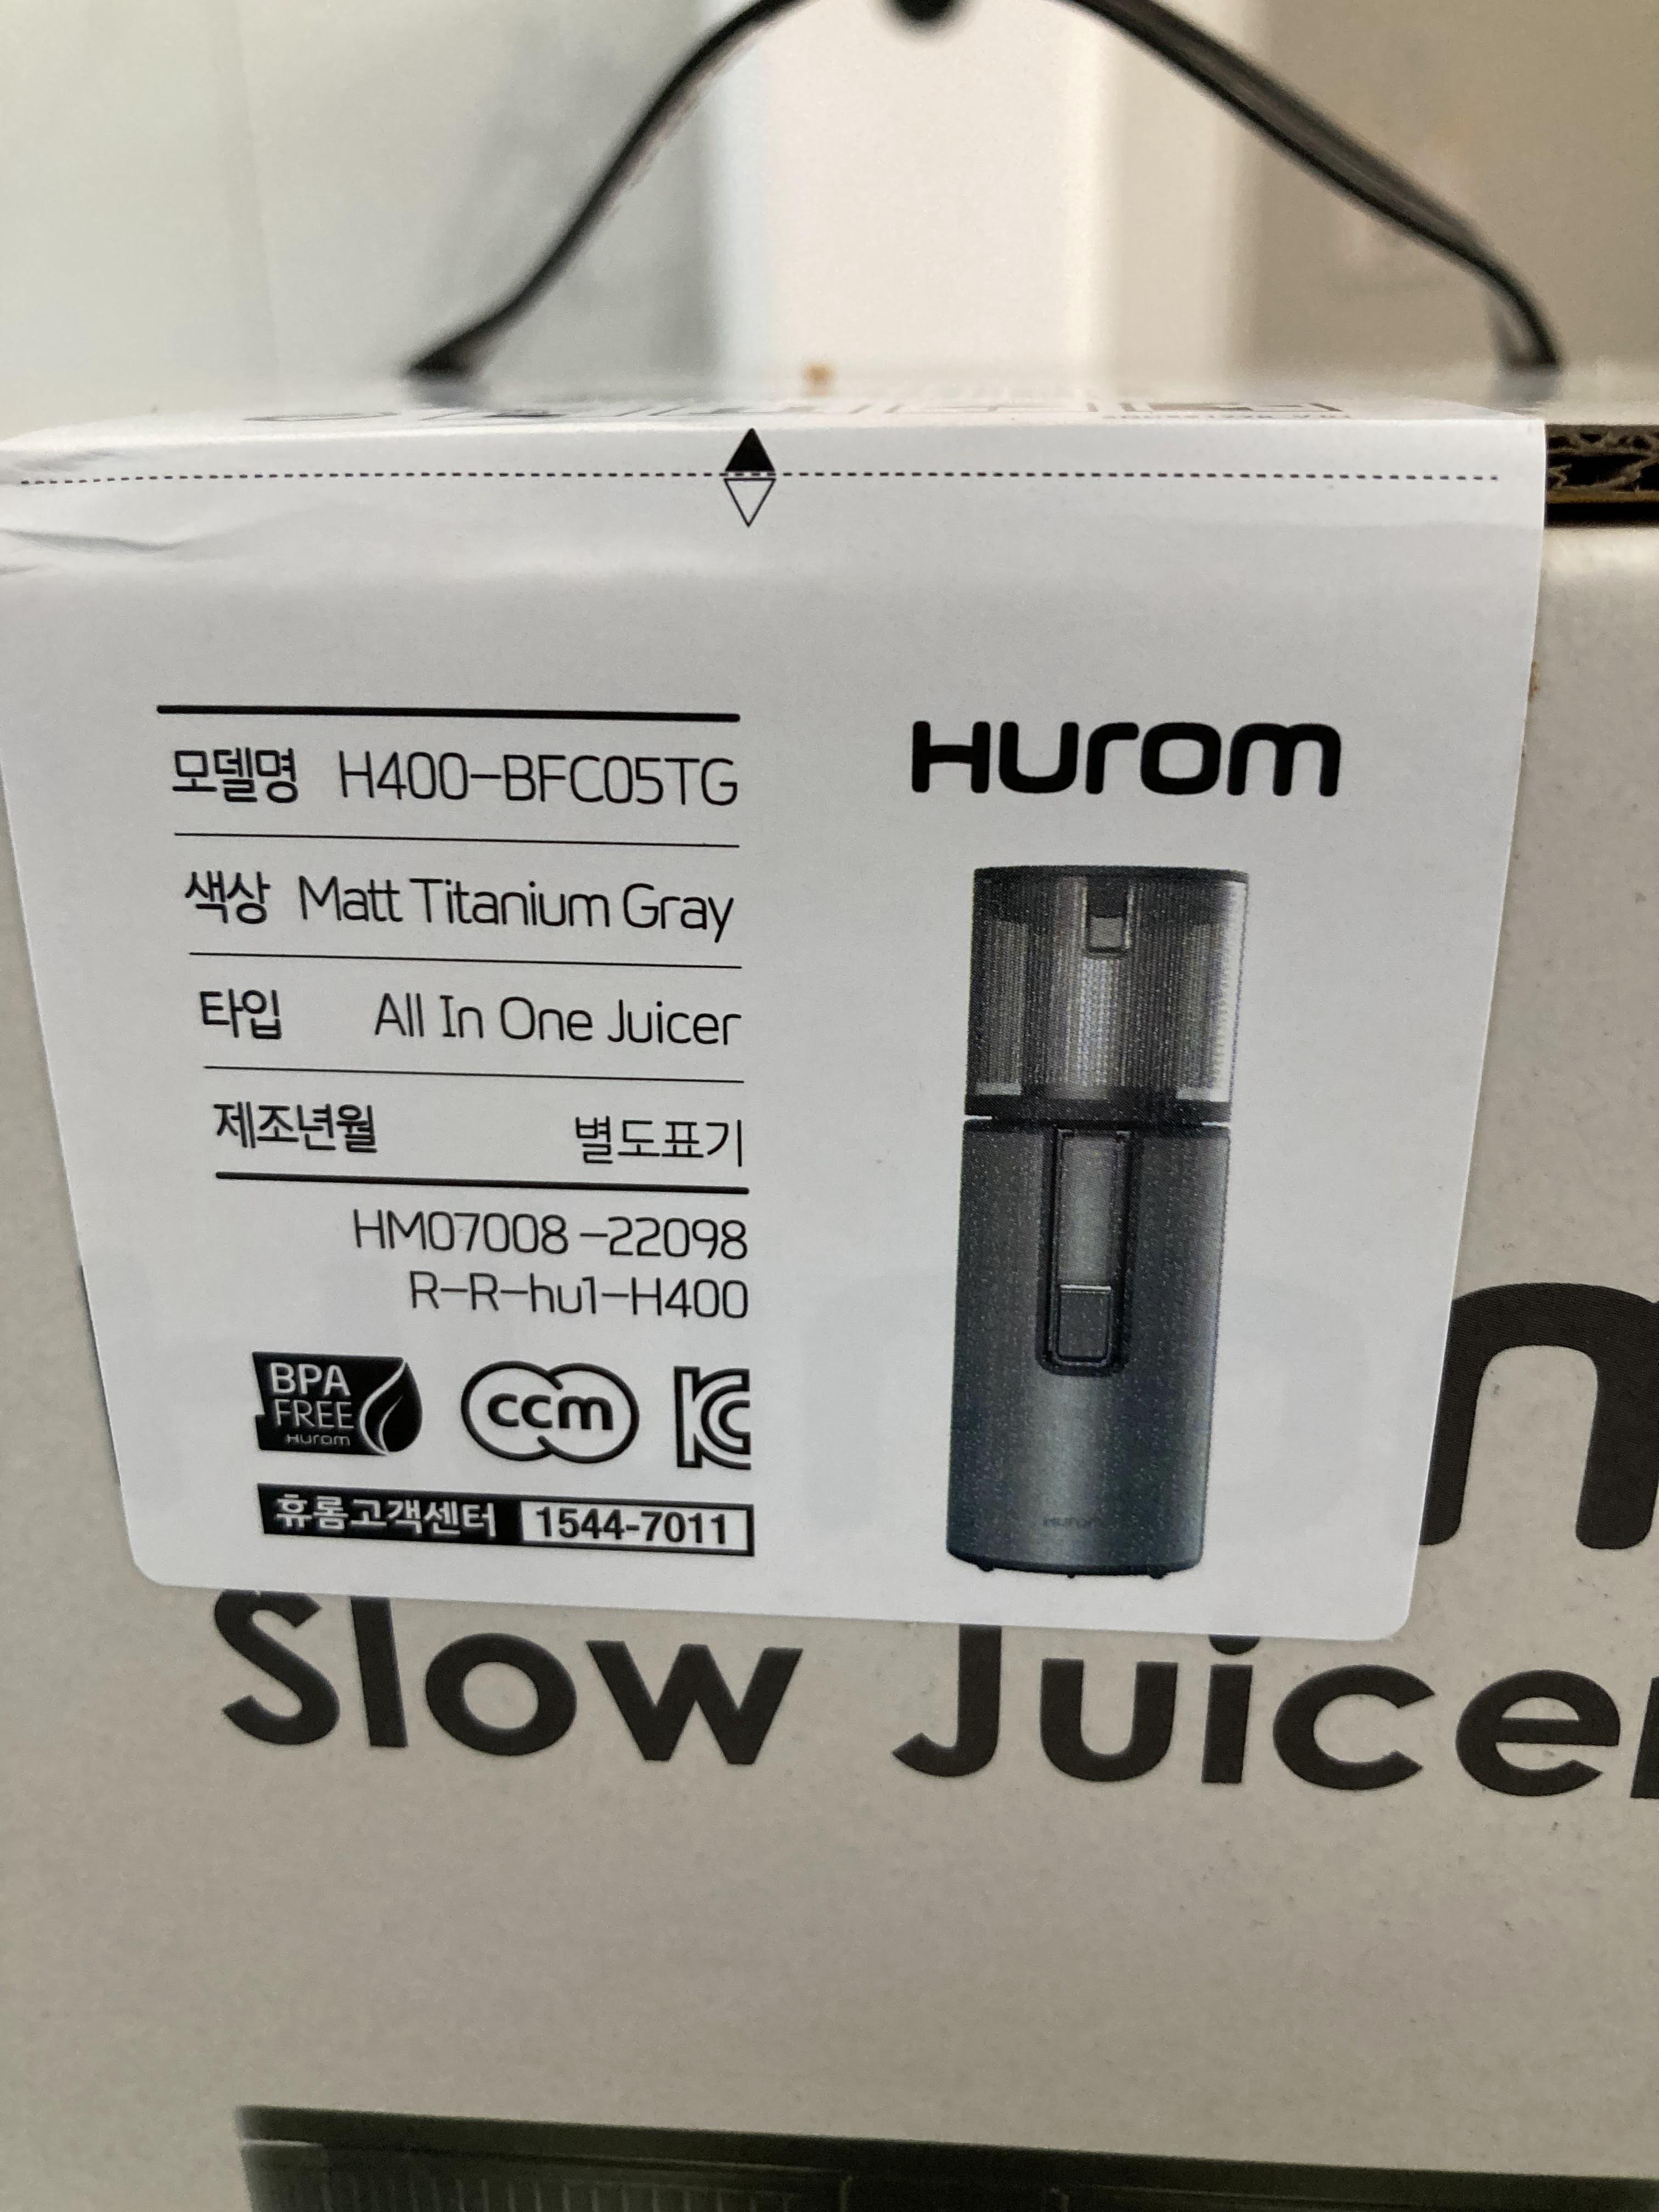 모델명 H400-BFC05TG
색상 Matt Titanium Gray
타입 All In One Juicer
제조년월 별도표기
HM07008-22098
R-R-hu1-H400
BPA
FREE
Hurom
ccm
휴롬고객센터 1544-7011
Hurom
Hurom
m
Slow Juicer